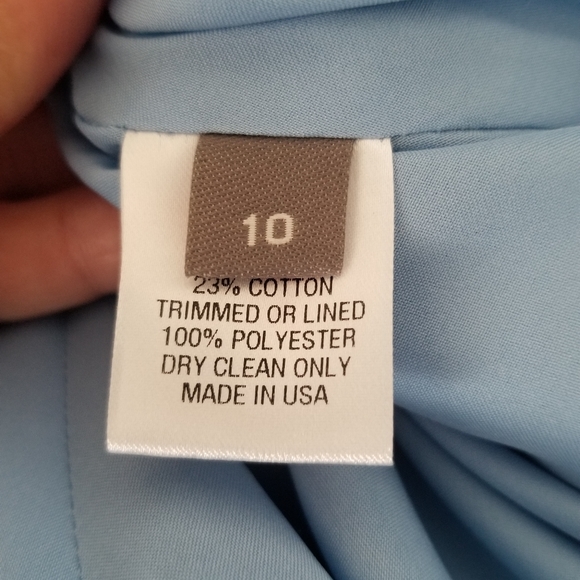 10
23% COTTON
TRIMMED OR LINED
100% POLYESTER
DRY CLEAN ONLY
MADE IN USA